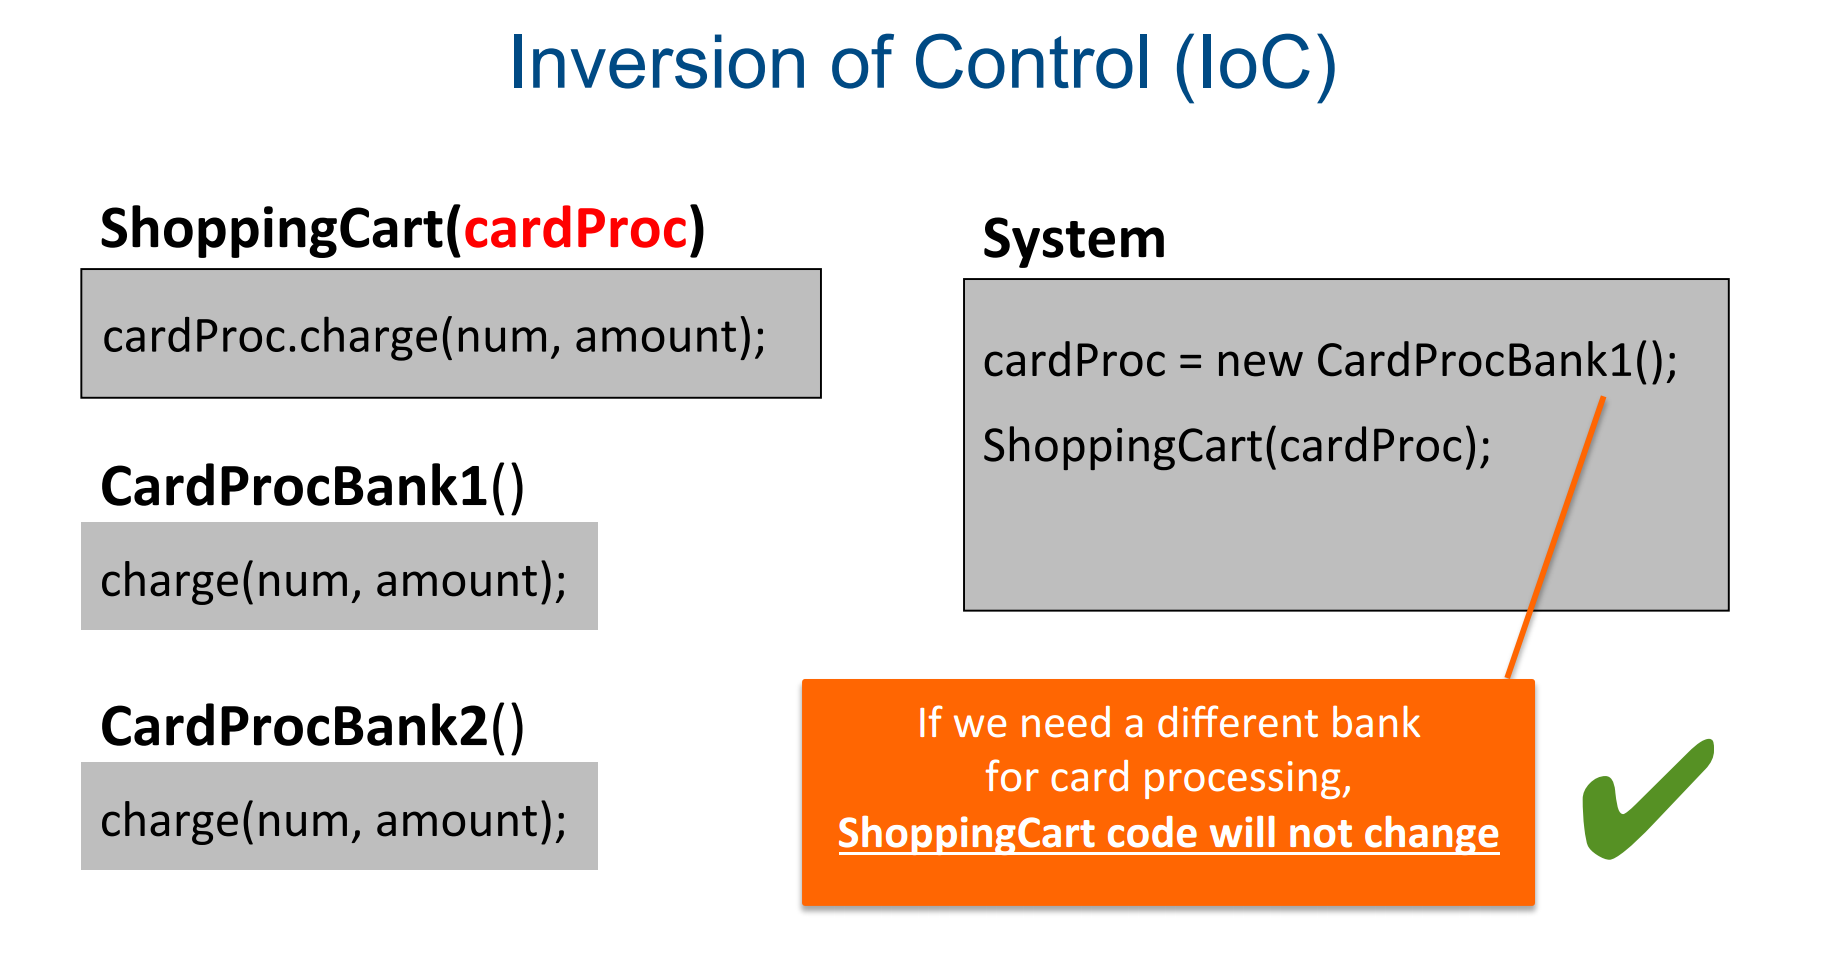 Inversion of Control (IoC)
ShoppingCart(cardProc)
cardProc.charge(num, amount);
CardProcBank1()
charge(num, amount);
CardProcBank2()
charge(num, amount);
System
cardProc = new CardProcBank1();
ShoppingCart(cardProc);
If we need a different bank
for card processing,
ShoppingCart code will not change